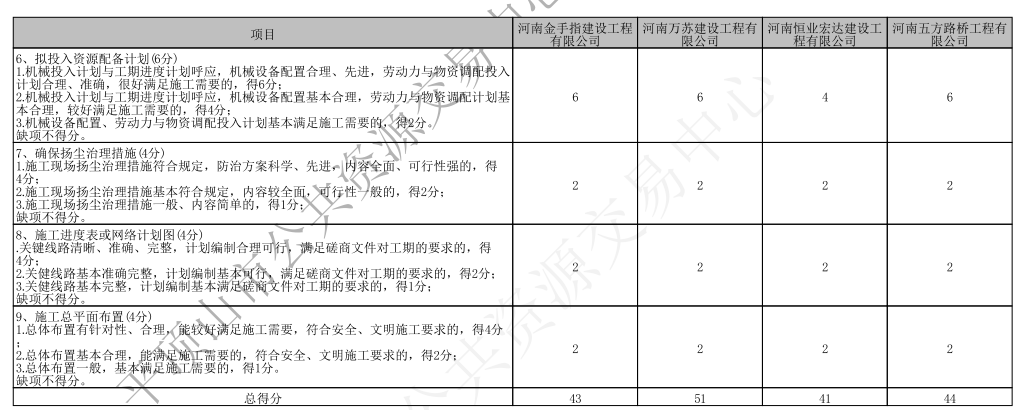 项目
河南金手指建设工程
有限公司
河南万苏建设工程有
限公司
河南恒业宏达建设工
程有限公司
河南五方路桥工程有
限公司
6、拟投入资源配备计划(6分)
1.机械投入计划与工期进度计划呼应，机械设备配置合理、先进，劳动力与物资调配投入
计划合理、准确，很好满足施工需要的，得6分；
2.机械投入计划与工期进度计划呼应，机械设备配置基本合理，劳动力与物资调配计划基
本合理，较好满足施工需要的，得4分；
3.机械设备配置、劳动力与物资调配投入计划基本满足施工需要的，得2分。
缺项不得分。
6
6
4
6
7、确保扬尘治理措施(4分)
1.施工现场扬尘治理措施符合规定，防治方案科学、先进，内容全面、可行性强的，得
4分；
2.施工现场扬尘治理措施基本符合规定，内容较全面，可行性一般的，得2分；
3.施工现场扬尘治理措施一般、内容简单的，得1分；
缺项不得分。
2
2
2
2
8、施工进度表或网络计划图(4分)
.关键线路清晰、准确、完整，计划编制合理可行，满足磋商文件对工期的要求的，得
4分；
2.关健线路基本准确完整，计划编制基本可行，满足磋商文件对工期的要求的，得2分；
3.关健线路基本完整，计划编制基本满足磋商文件对工期的要求的，得1分；
缺项不得分。
2
2
2
2
9、施工总平面布置(4分)
1.总体布置有针对性、合理，能较好满足施工需要，符合安全、文明施工要求的，得4分
；
2.总体布置基本合理，能满足施工需要的，符合安全、文明施工要求的，得2分；
3.总体布置一般，基本满足施工需要的，得1分。
缺项不得分。
2
2
2
2
总得分
43
51
41
44
平顶山市公共资源交易中心
公共资源交易中心